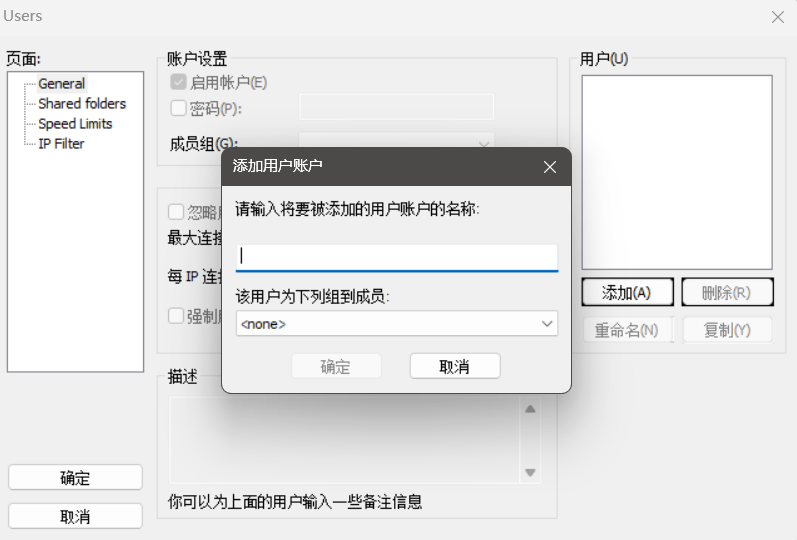 Users
页面:
General
Shared folders
Speed Limits
IP Filter
账户设置
启用帐户(E)
密码(P):
成员组(G):
忽略
最大连接
每 IP 连接
强制
描述
你可以为上面的用户输入一些备注信息
用户(U)
添加(A)
删除(R)
重命名(N)
复制(Y)
添加用户账户
请输入将要被添加的用户账户的名称:
该用户为下列组到成员:
<none>
确定
取消
确定
取消